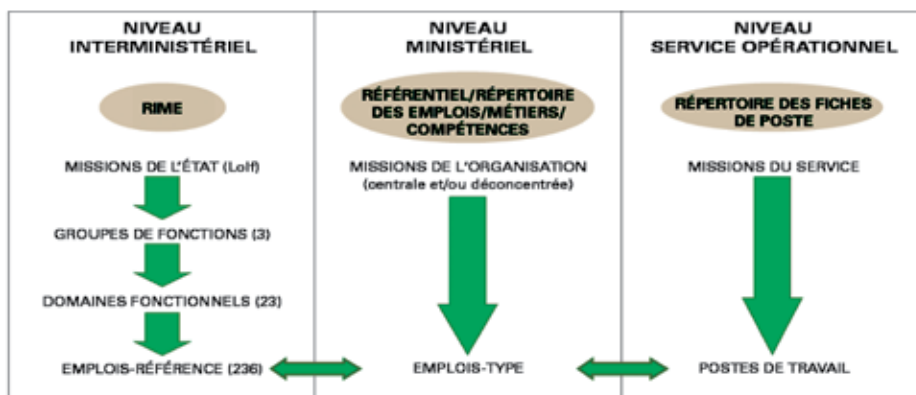 NIVEAU
INTERMINISTÉRIEL
RIME
MISSIONS DE L'ÉTAT (Lolf)
GROUPES DE FONCTIONS (3)
DOMAINES FONCTIONNELS (23)
EMPLOIS-RÉFÉRENCE (236)
NIVEAU
MINISTÉRIEL
RÉFÉRENTIEL/RÉPERTOIRE
DES EMPLOIS/MÉTIERS/
COMPÉTENCES
MISSIONS DE L'ORGANISATION
(centrale et/ou déconcentrée)
EMPLOIS-TYPE
NIVEAU
SERVICE OPÉRATIONNEL
RÉPERTOIRE DES FICHES
DE POSTE
MISSIONS DU SERVICE
POSTES DE TRAVAIL